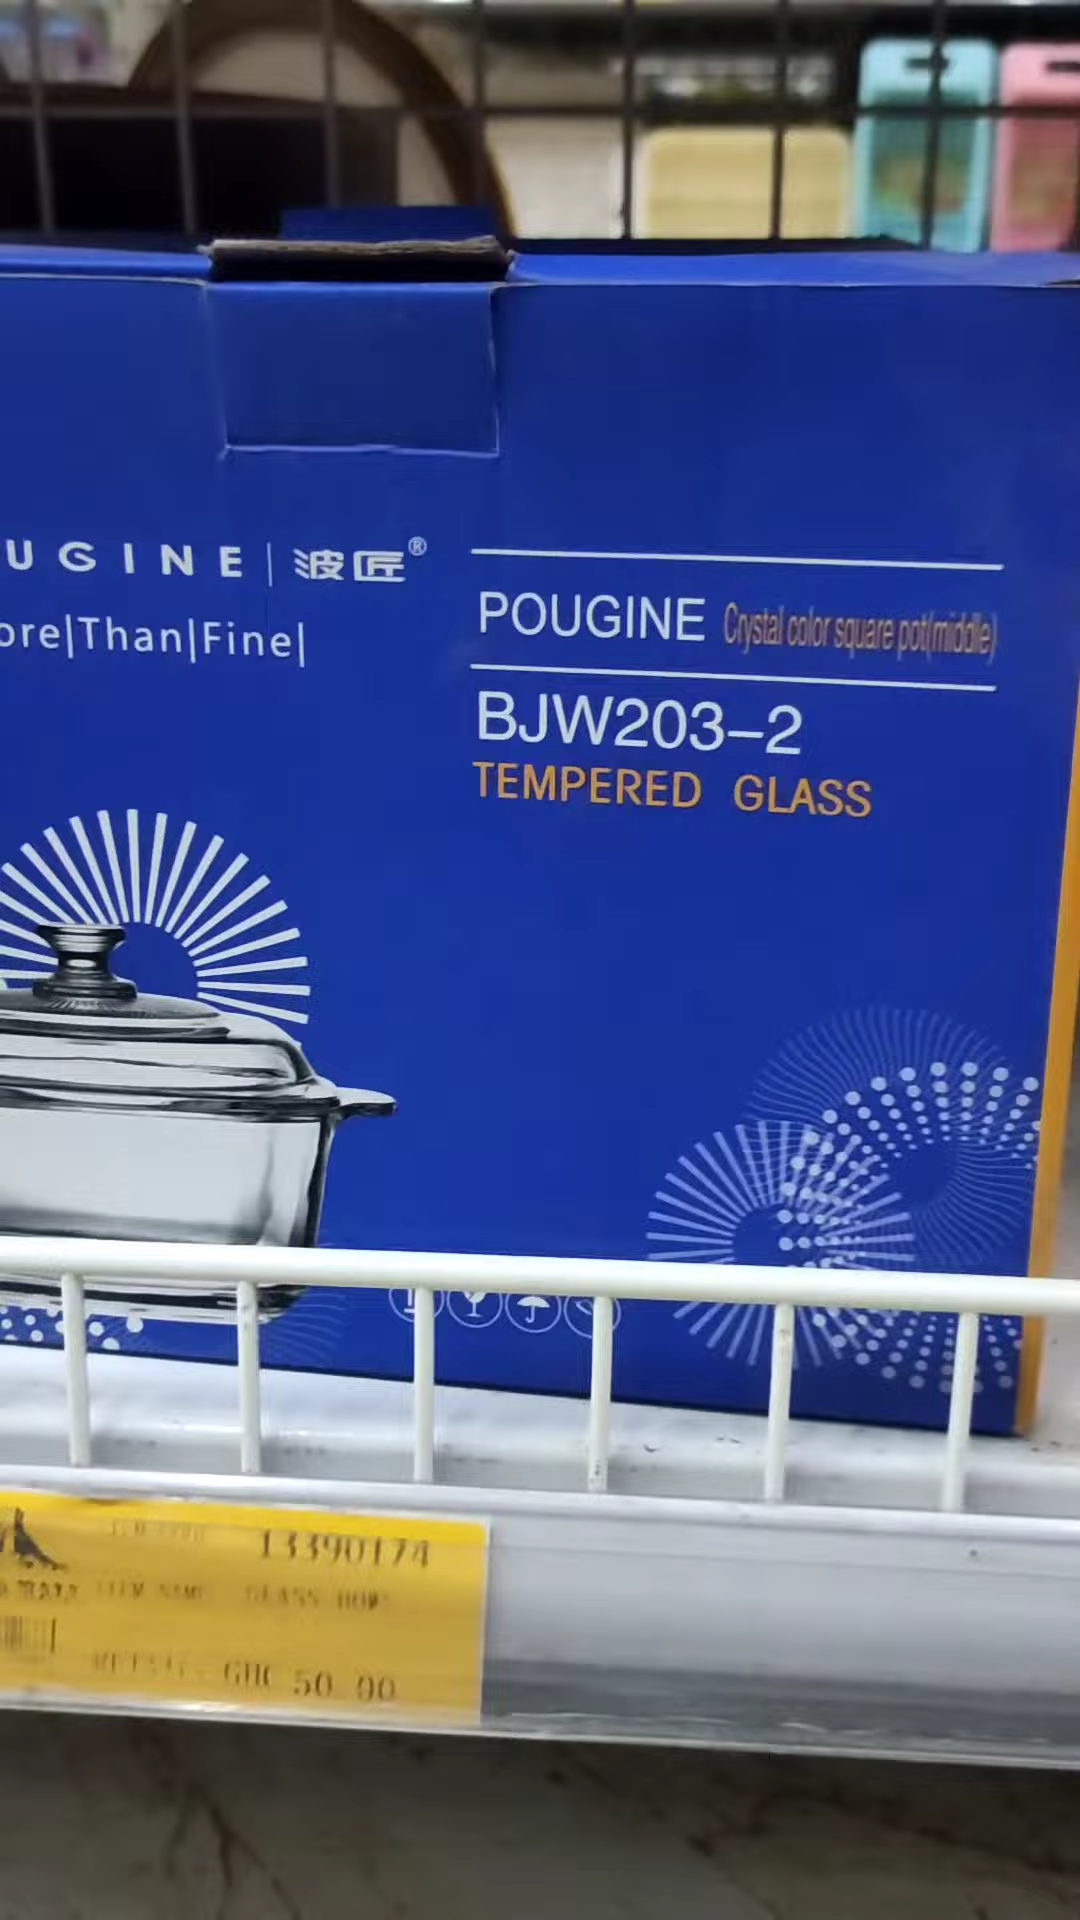 UGINE|波匠®
ore|Than|Fine|
POUGINE Crystal color square pot(middle)
BJW203-2
TEMPERED GLASS
13390174
GLASS
GHC 50.00